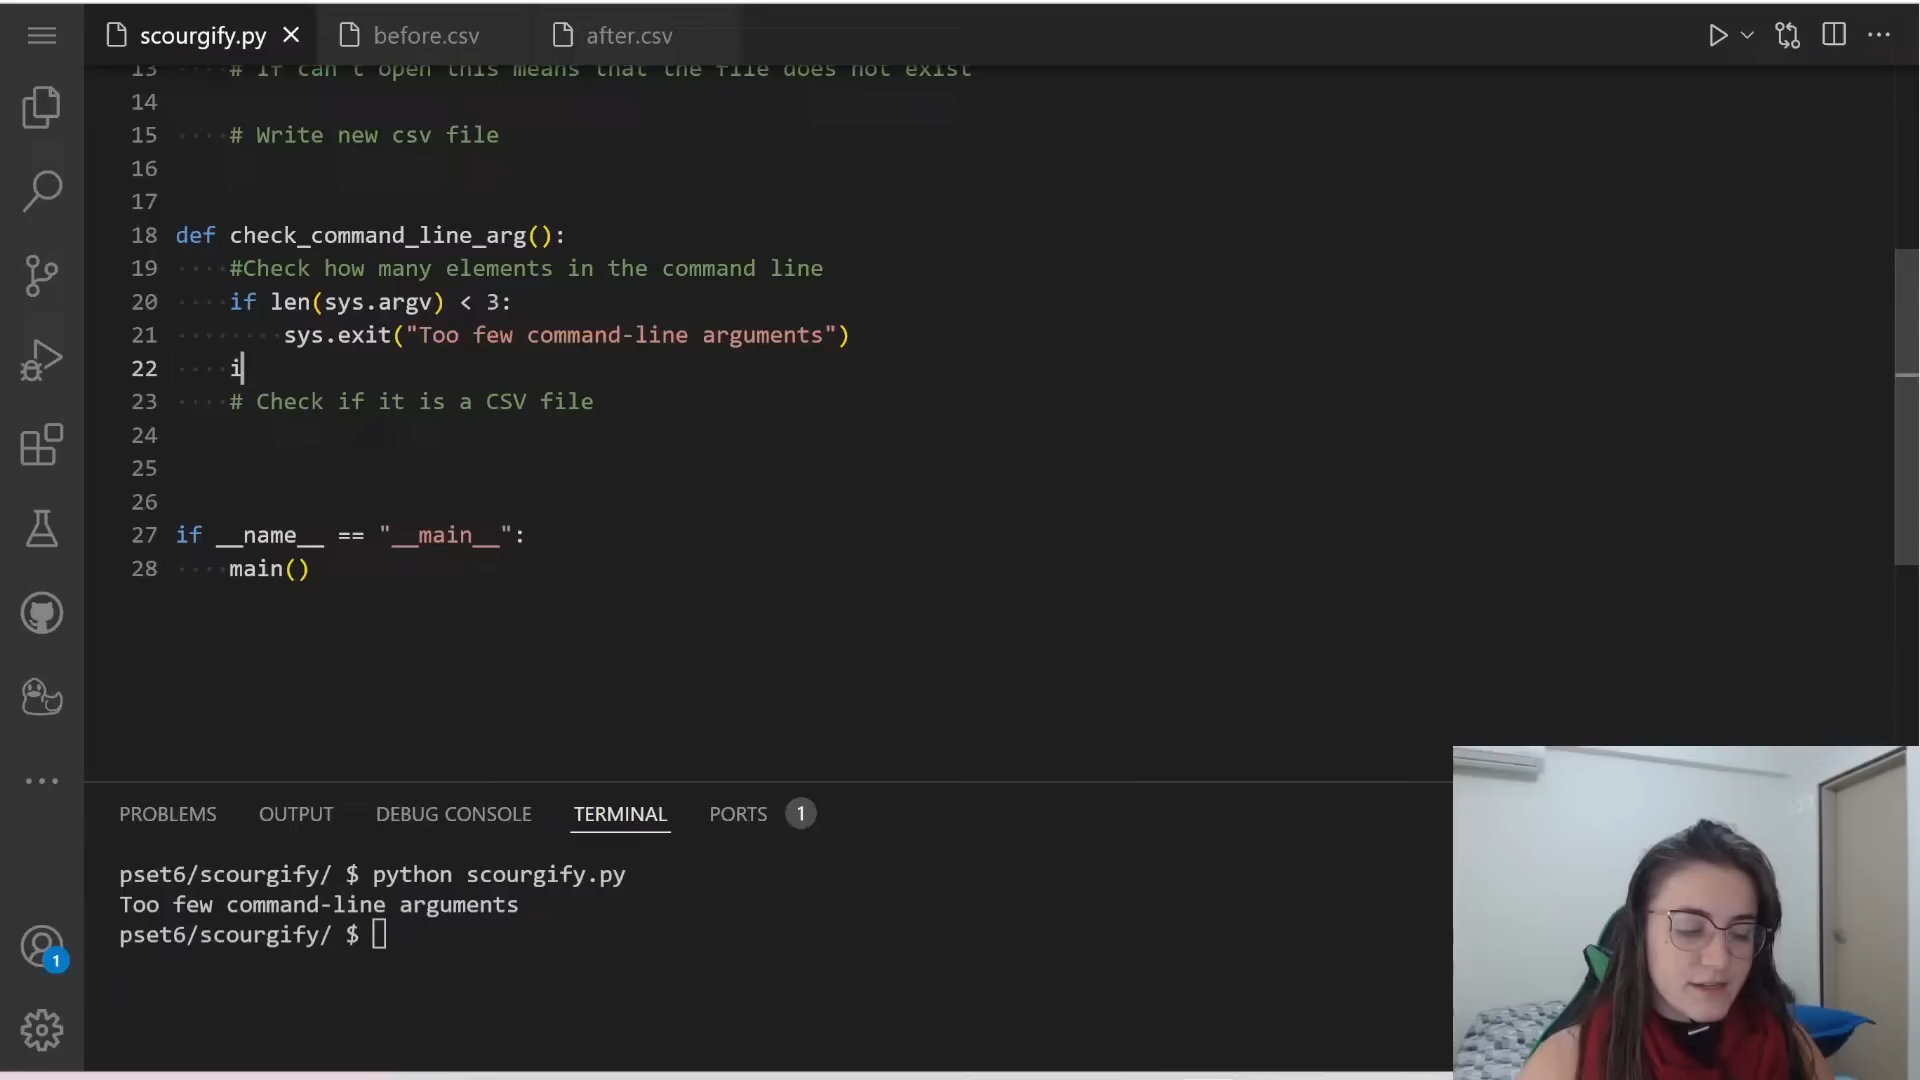 scourgify.py
before.csv
after.csv
13 # If can't open this means that the file does not exist
14
15 # Write new csv file
16
17
18 def check_command_line_arg():
19 #Check how many elements in the command line
20 if len(sys.argv) < 3:
21 sys.exit("Too few command-line arguments")
22 i
23 # Check if it is a CSV file
24
25
26
27 if __name__ == "__main__":
28 main()
PROBLEMS OUTPUT DEBUG CONSOLE TERMINAL PORTS 1
pset6/scourgify/ $ python scourgify.py
Too few command-line arguments
pset6/scourgify/ $
1